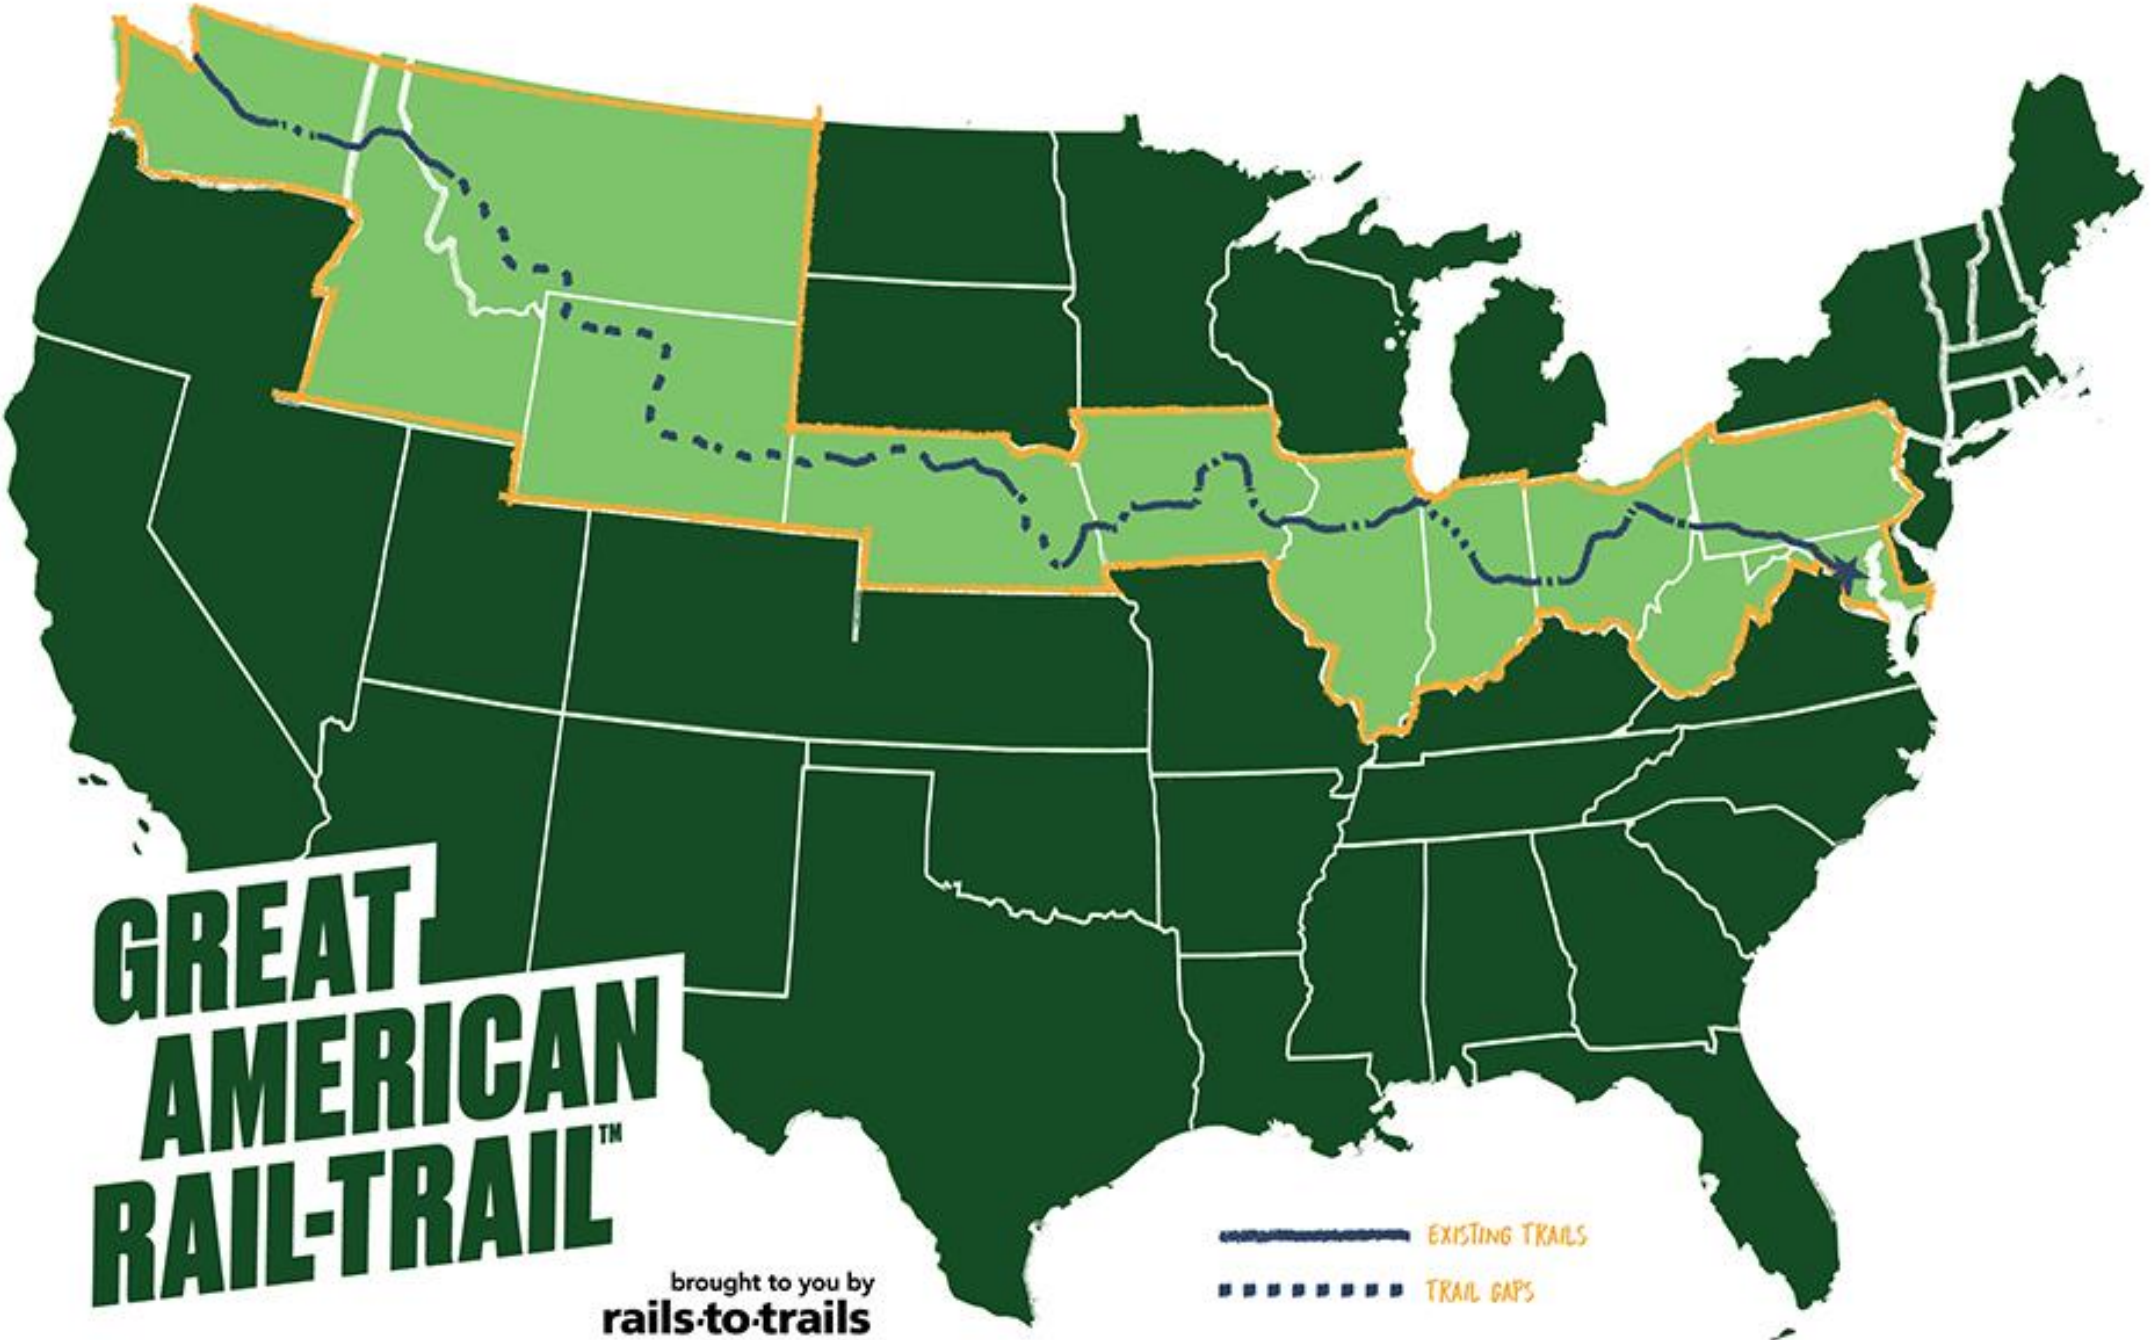 GREAT
AMERICAN
RAIL-TRAIL™
brought to you by
rails·to·trails
EXISTING TRAILS
TRAIL GAPS